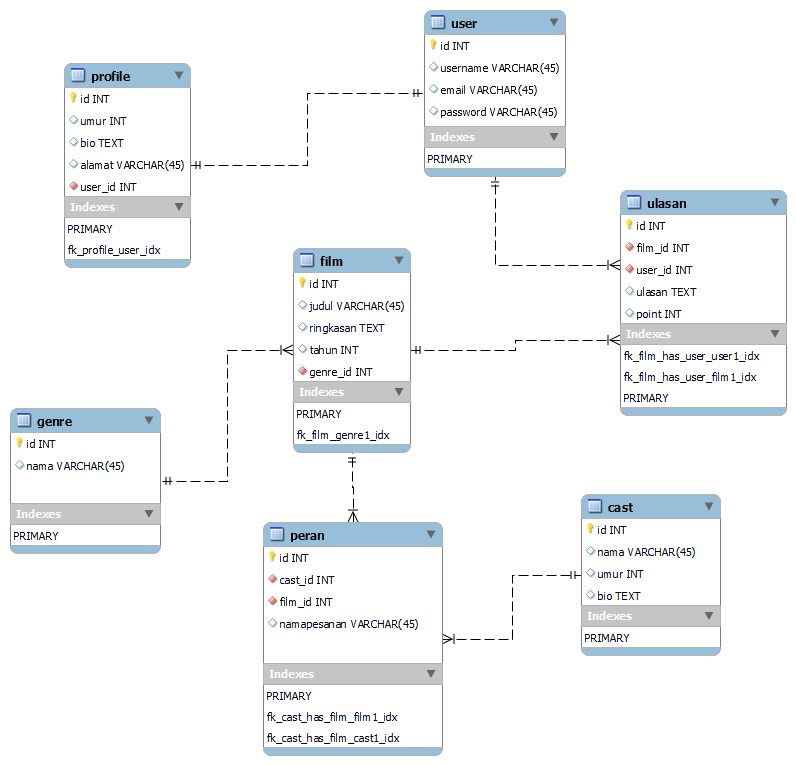 user
id INT
username VARCHAR(45)
email VARCHAR(45)
password VARCHAR(45)
Indexes
PRIMARY
profile
id INT
umur INT
bio TEXT
alamat VARCHAR(45)
user_id INT
Indexes
PRIMARY
fk_profile_user_idx
ulasan
id INT
film_id INT
user_id INT
ulasan TEXT
point INT
Indexes
fk_film_has_user_user1_idx
fk_film_has_user_film1_idx
PRIMARY
film
id INT
judul VARCHAR(45)
ringkasan TEXT
tahun INT
genre_id INT
Indexes
PRIMARY
fk_film_genre1_idx
genre
id INT
nama VARCHAR(45)
Indexes
PRIMARY
cast
id INT
nama VARCHAR(45)
umur INT
bio TEXT
Indexes
PRIMARY
peran
id INT
cast_id INT
film_id INT
namapesanan VARCHAR(45)
Indexes
PRIMARY
fk_cast_has_film_film1_idx
fk_cast_has_film_cast1_idx